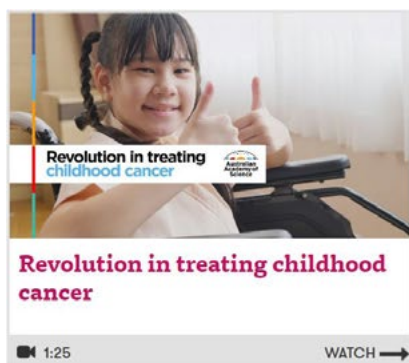 Revolution in treating
childhood cancer
Australian
Academy of
Science
Revolution in treating childhood
cancer
1:25
WATCH